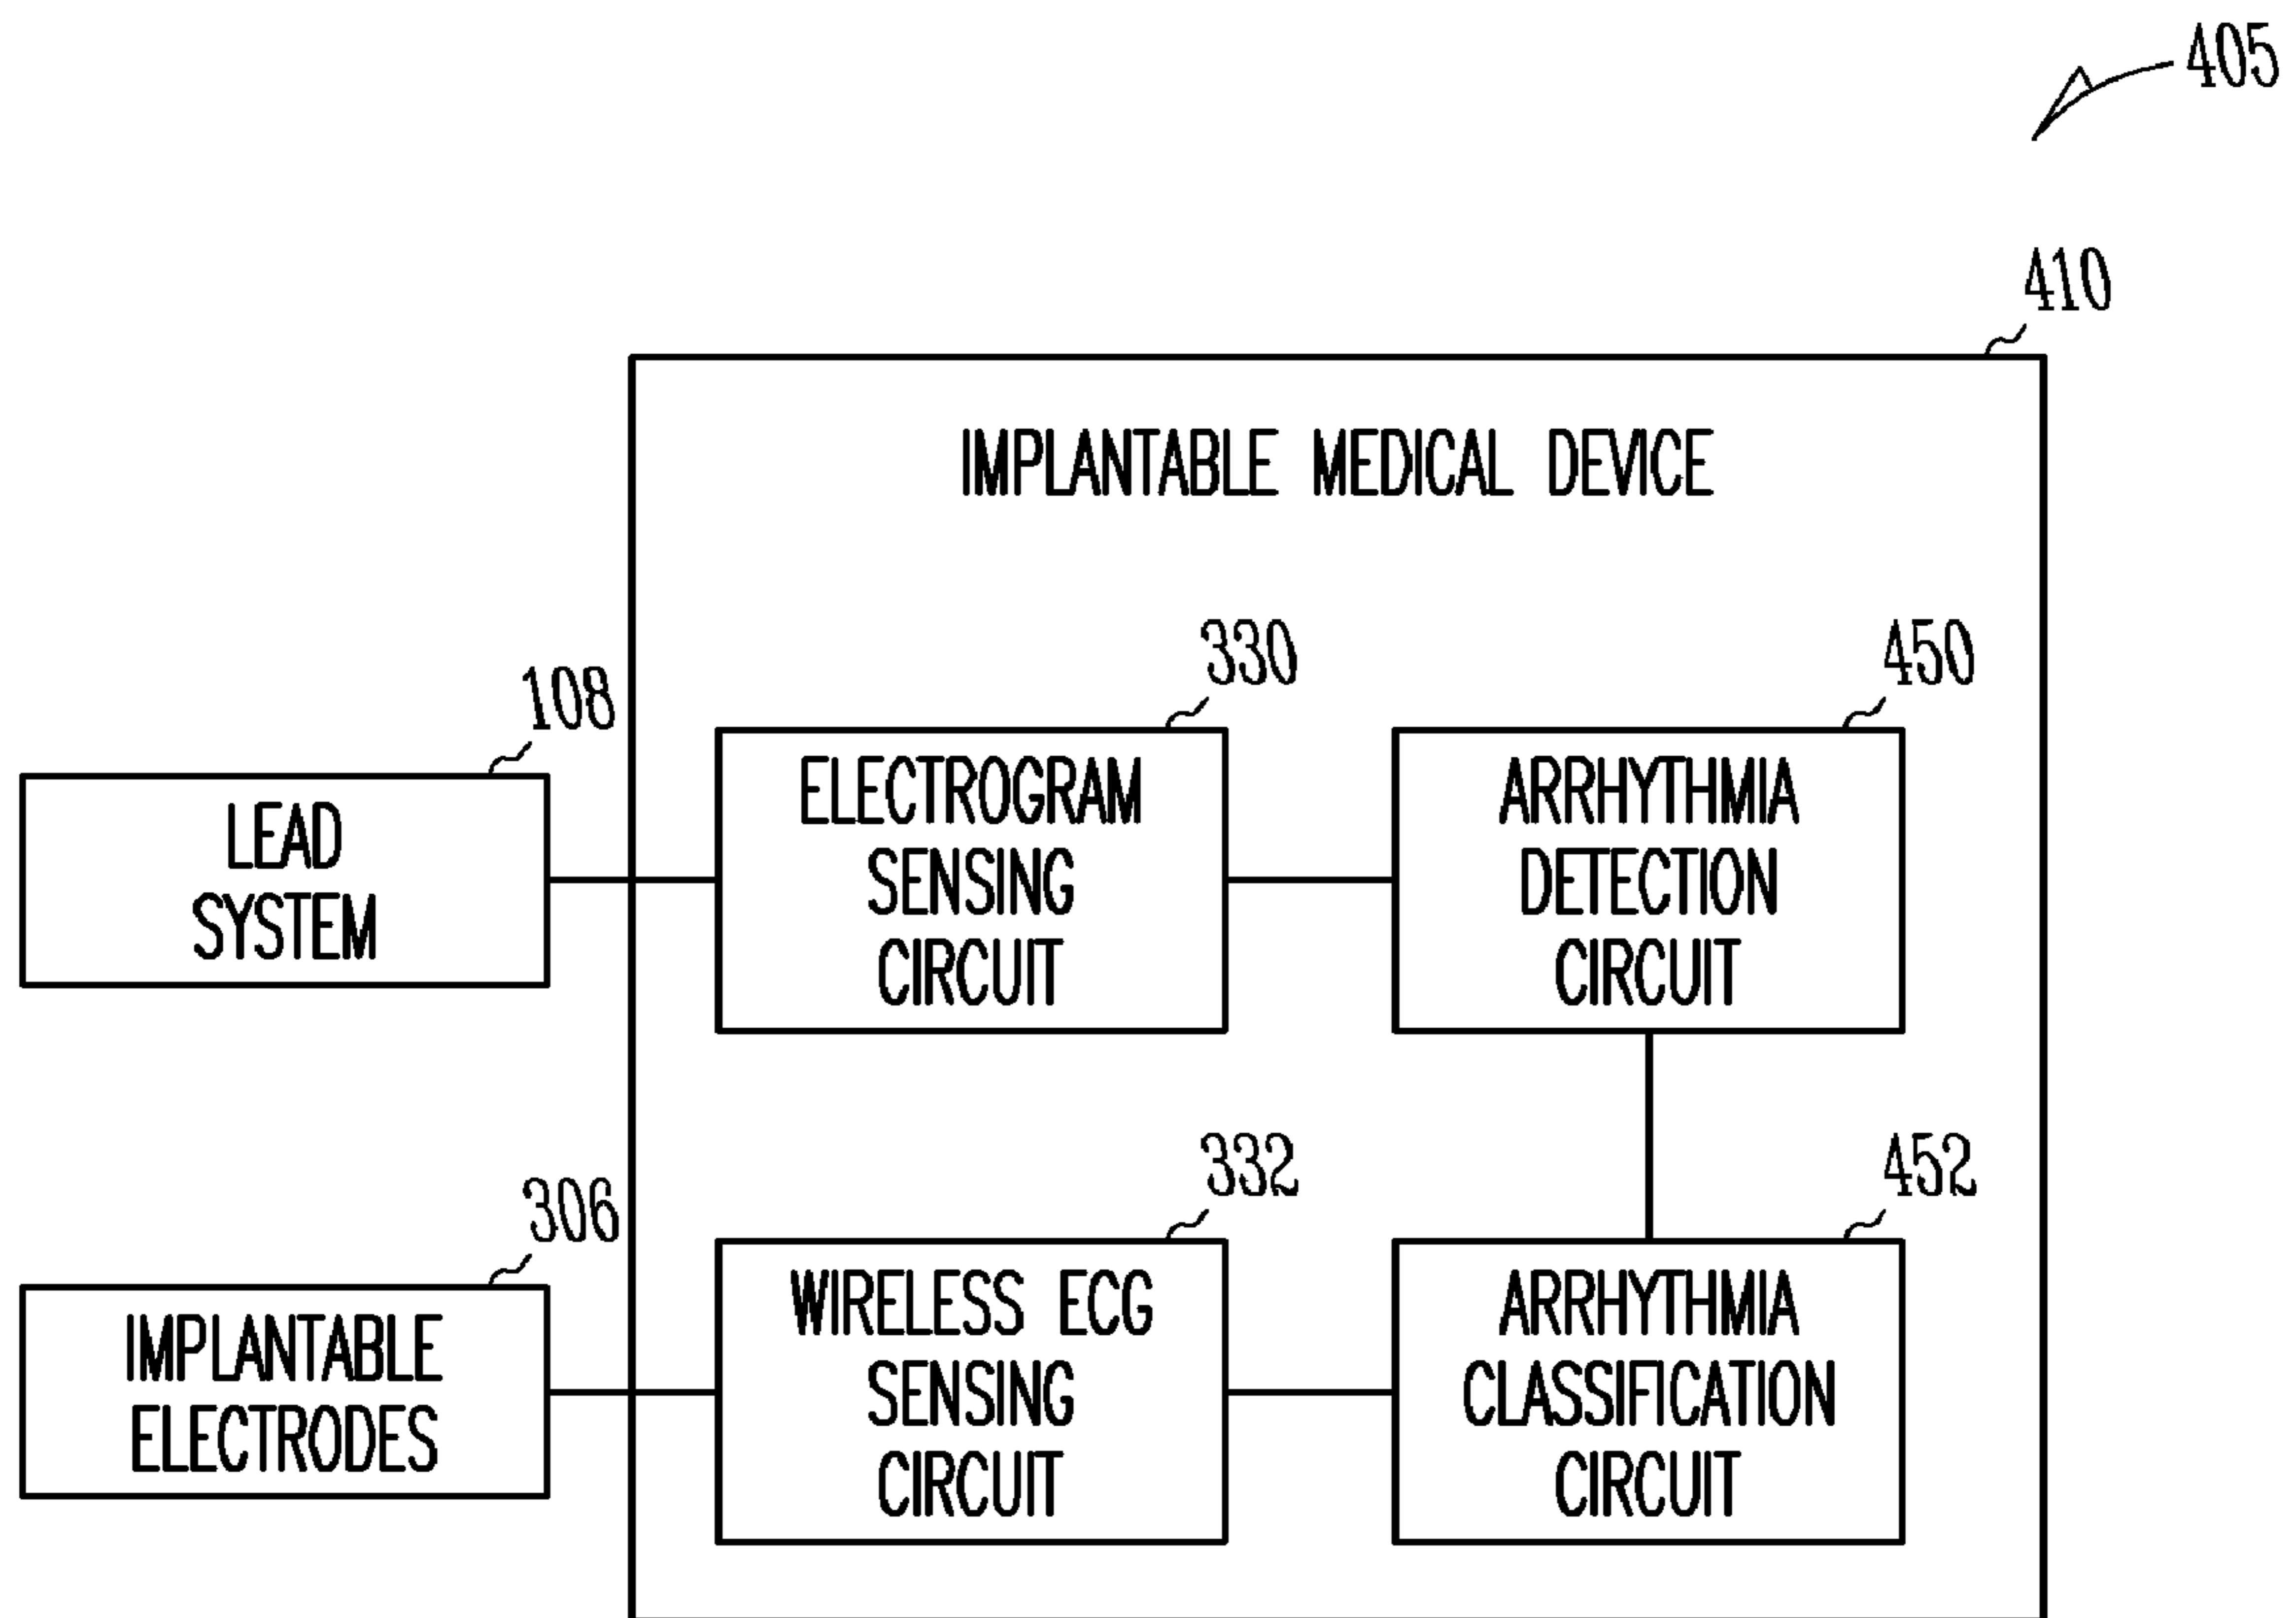 405
410
IMPLANTABLE MEDICAL DEVICE
108
LEAD
SYSTEM
330
ELECTROGRAM
SENSING
CIRCUIT
450
ARRHYTHMIA
DETECTION
CIRCUIT
306
IMPLANTABLE
ELECTRODES
332
WIRELESS ECG
SENSING
CIRCUIT
452
ARRHYTHMIA
CLASSIFICATION
CIRCUIT